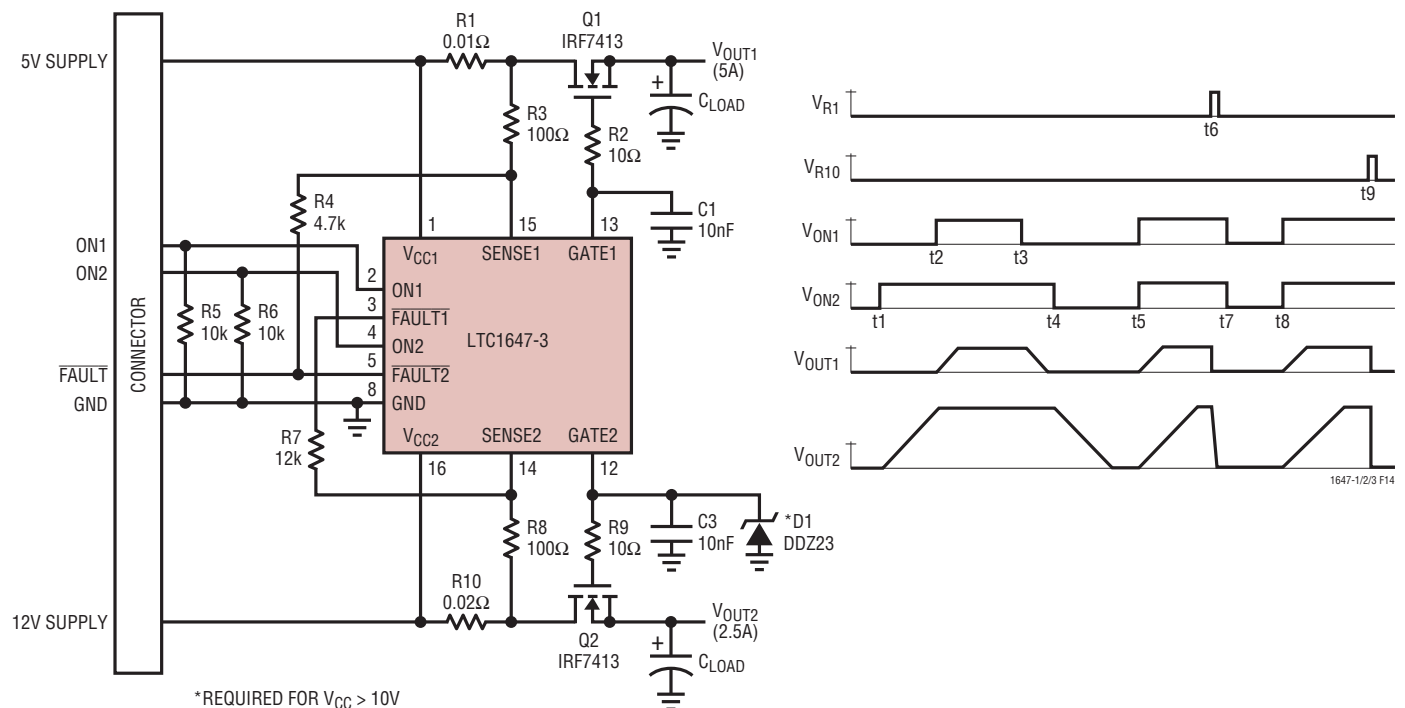 R1
0.01Ω
Q1
IRF7413
5V SUPPLY
VOUT1
(5A)
+
CLOAD
R3
100Ω
R2
10Ω
R4
4.7k
C1
10nF
1
15
13
VCC1
SENSE1
GATE1
ON1
ON2
2
ON1
3
FAULT1
4
ON2
5
FAULT2
8
GND
LTC1647-3
R5
10k
R6
10k
CONNECTOR
FAULT
GND
R7
12k
VCC2
SENSE2
GATE2
16
14
12
R8
100Ω
R9
10Ω
C3
10nF
*D1
DDZ23
R10
0.02Ω
12V SUPPLY
Q2
IRF7413
VOUT2
(2.5A)
+
CLOAD
*REQUIRED FOR VCC > 10V
VR1
t6
VR10
t9
VON1
t2
t3
VON2
t1
t4
t5
t7
t8
VOUT1
VOUT2
1647-1/2/3 F14